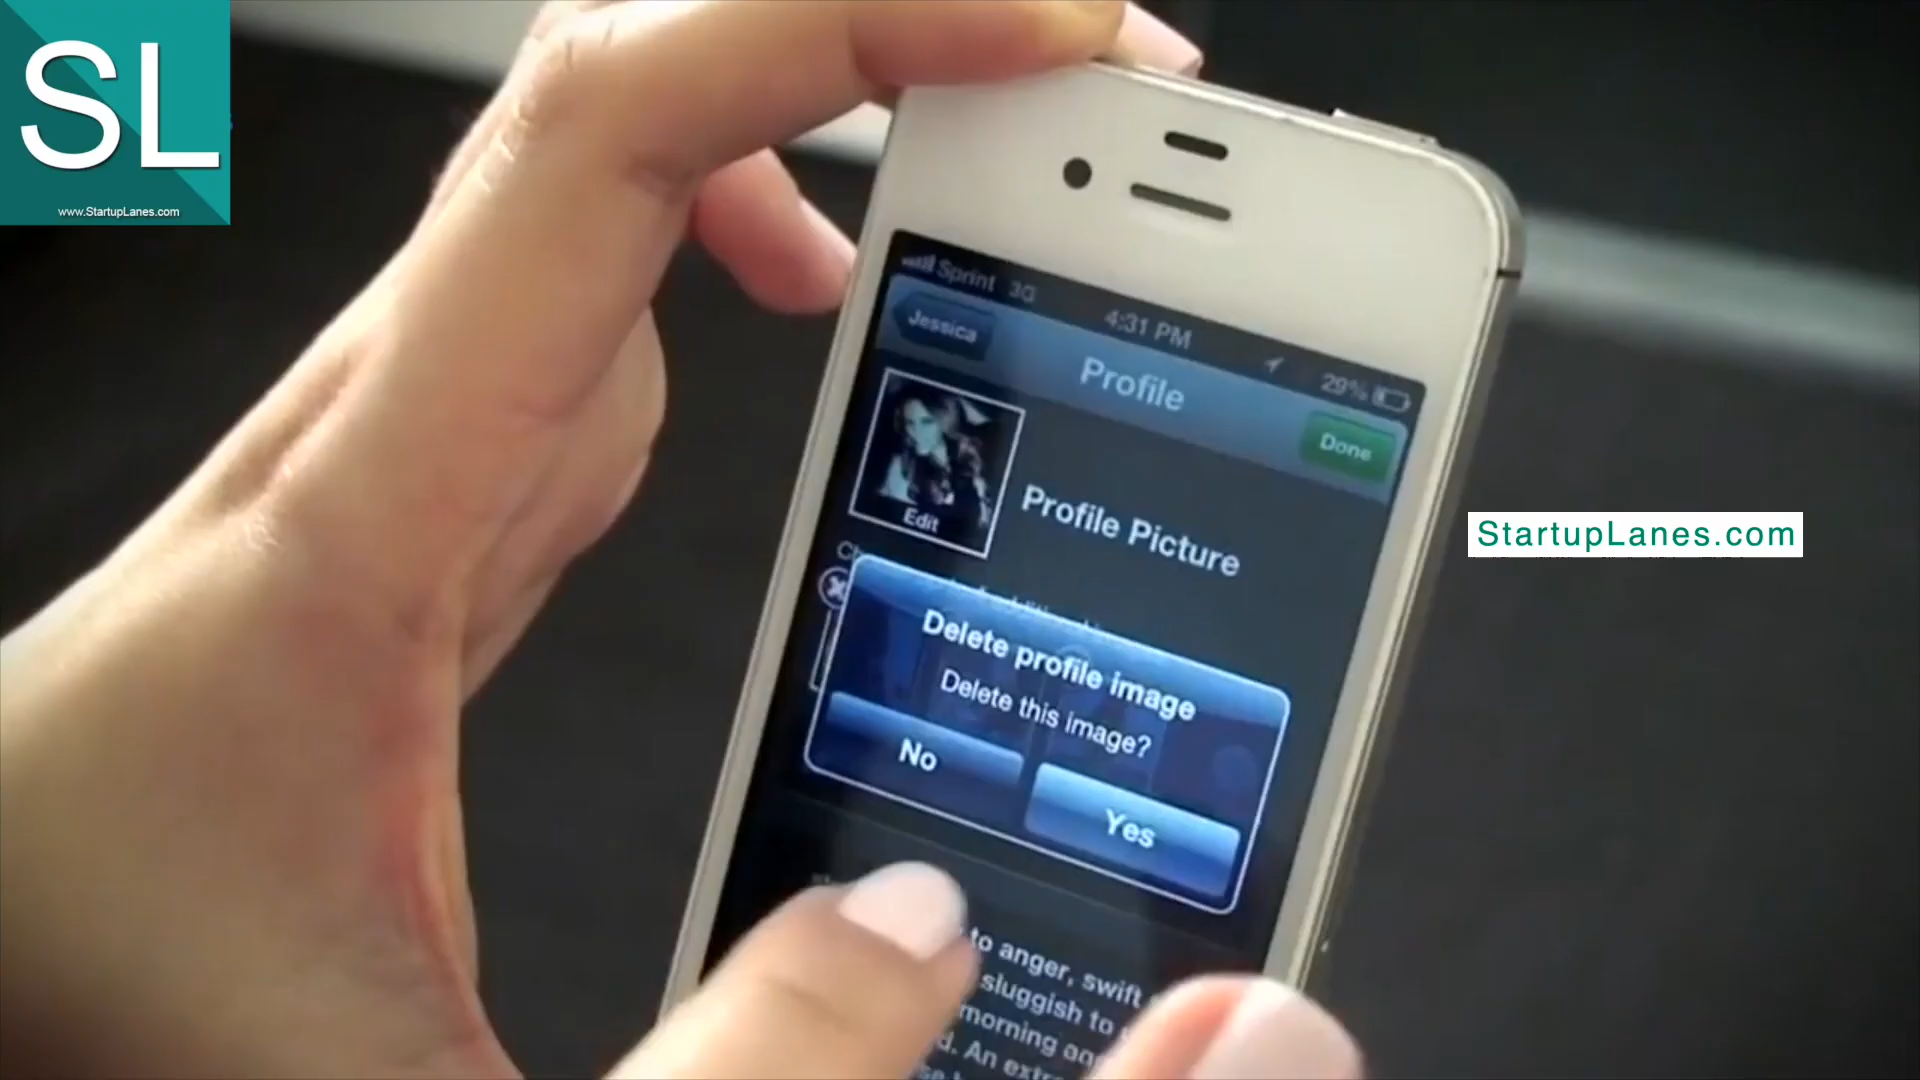 SL
www.StartupLanes.com
Sprint 3G
4:31 PM
29%
Jessica
Profile
Done
Edit
Profile Picture
Delete profile image
Delete this image?
No
Yes
StartupLanes.com
to anger, swift
sluggish to
morning
An